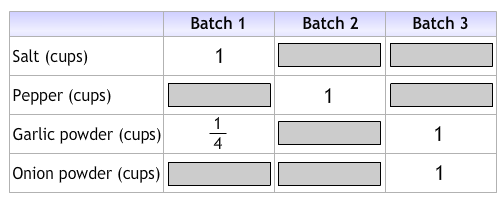 Batch 1 Batch 2 Batch 3
Salt (cups) 1
Pepper (cups) 1
Garlic powder (cups) 1/4 1
Onion powder (cups) 1